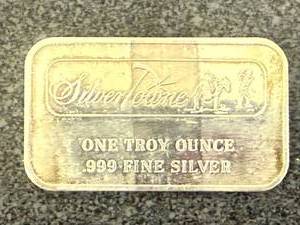 SilverTowne
ONE TROY OUNCE
.999 FINE SILVER